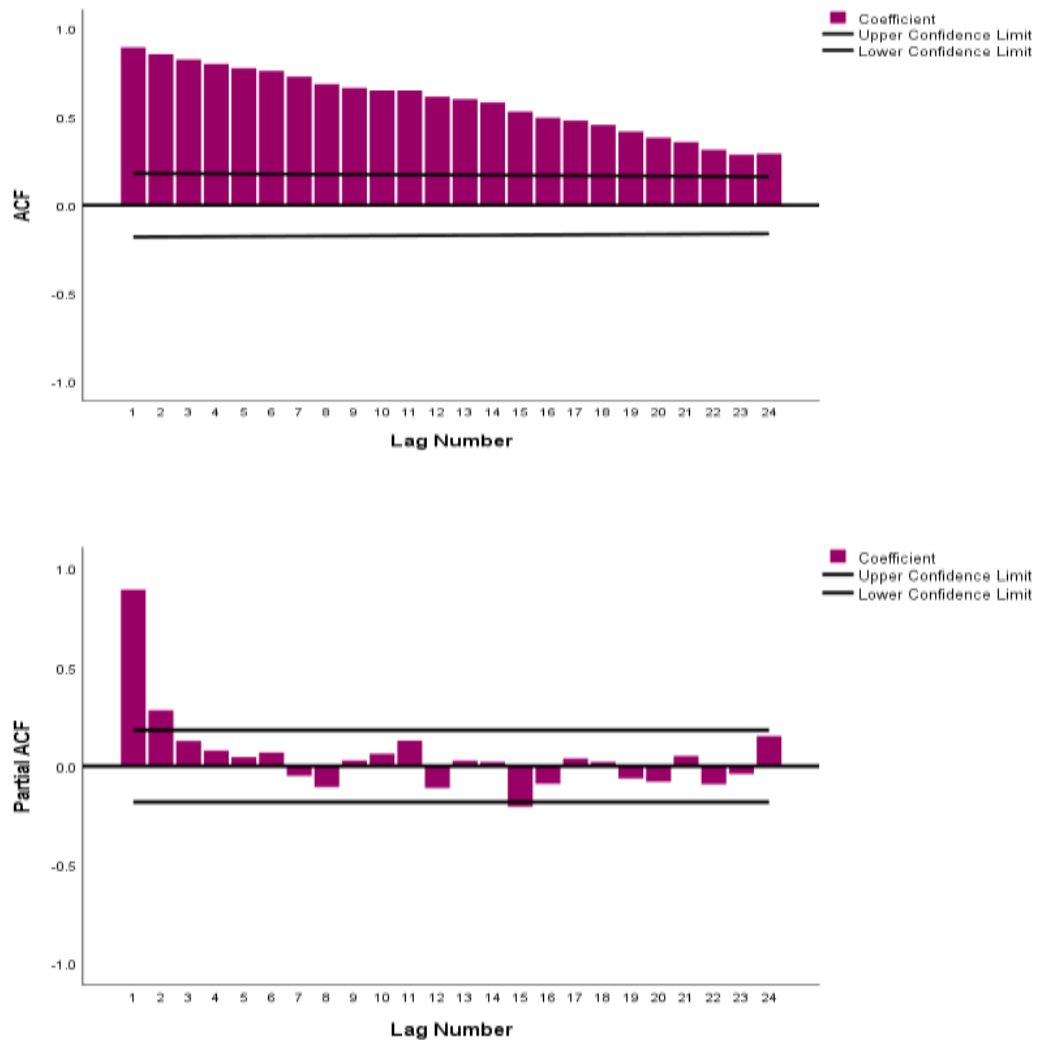 Coefficient
Upper Confidence Limit
Lower Confidence Limit
1.0
0.5
0.0
-0.5
-1.0
ACF
1 2 3 4 5 6 7 8 9 10 11 12 13 14 15 16 17 18 19 20 21 22 23 24
Lag Number
Coefficient
Upper Confidence Limit
Lower Confidence Limit
1.0
0.5
0.0
-0.5
-1.0
Partial ACF
1 2 3 4 5 6 7 8 9 10 11 12 13 14 15 16 17 18 19 20 21 22 23 24
Lag Number